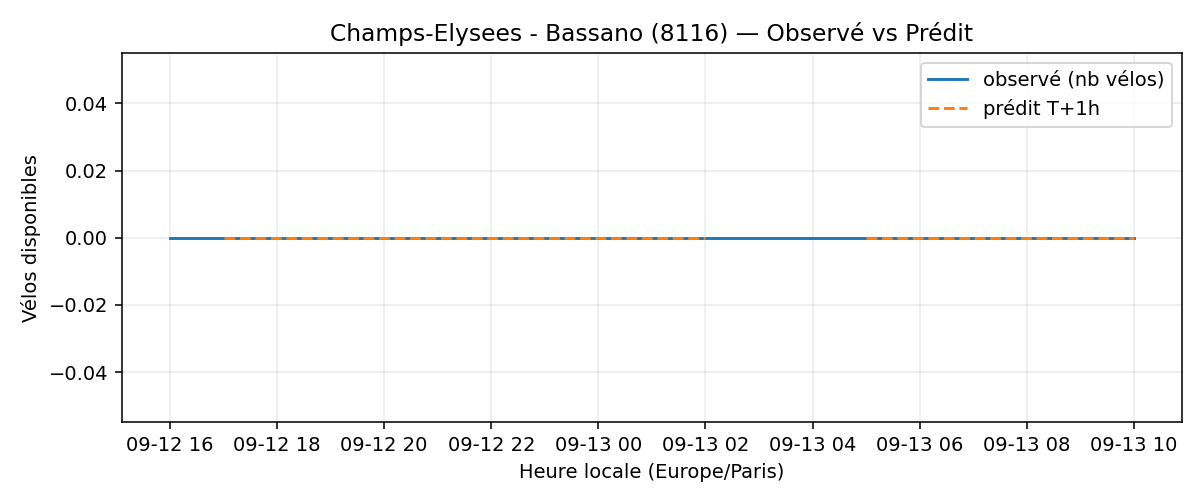 Champs-Elysees - Bassano (8116) — Observé vs Prédit
observé (nb vélos)
prédit T+1h
Vélos disponibles
0.04
0.02
0.00
−0.02
−0.04
09-12 16 09-12 18 09-12 20 09-12 22 09-13 00 09-13 02 09-13 04 09-13 06 09-13 08 09-13 10
Heure locale (Europe/Paris)